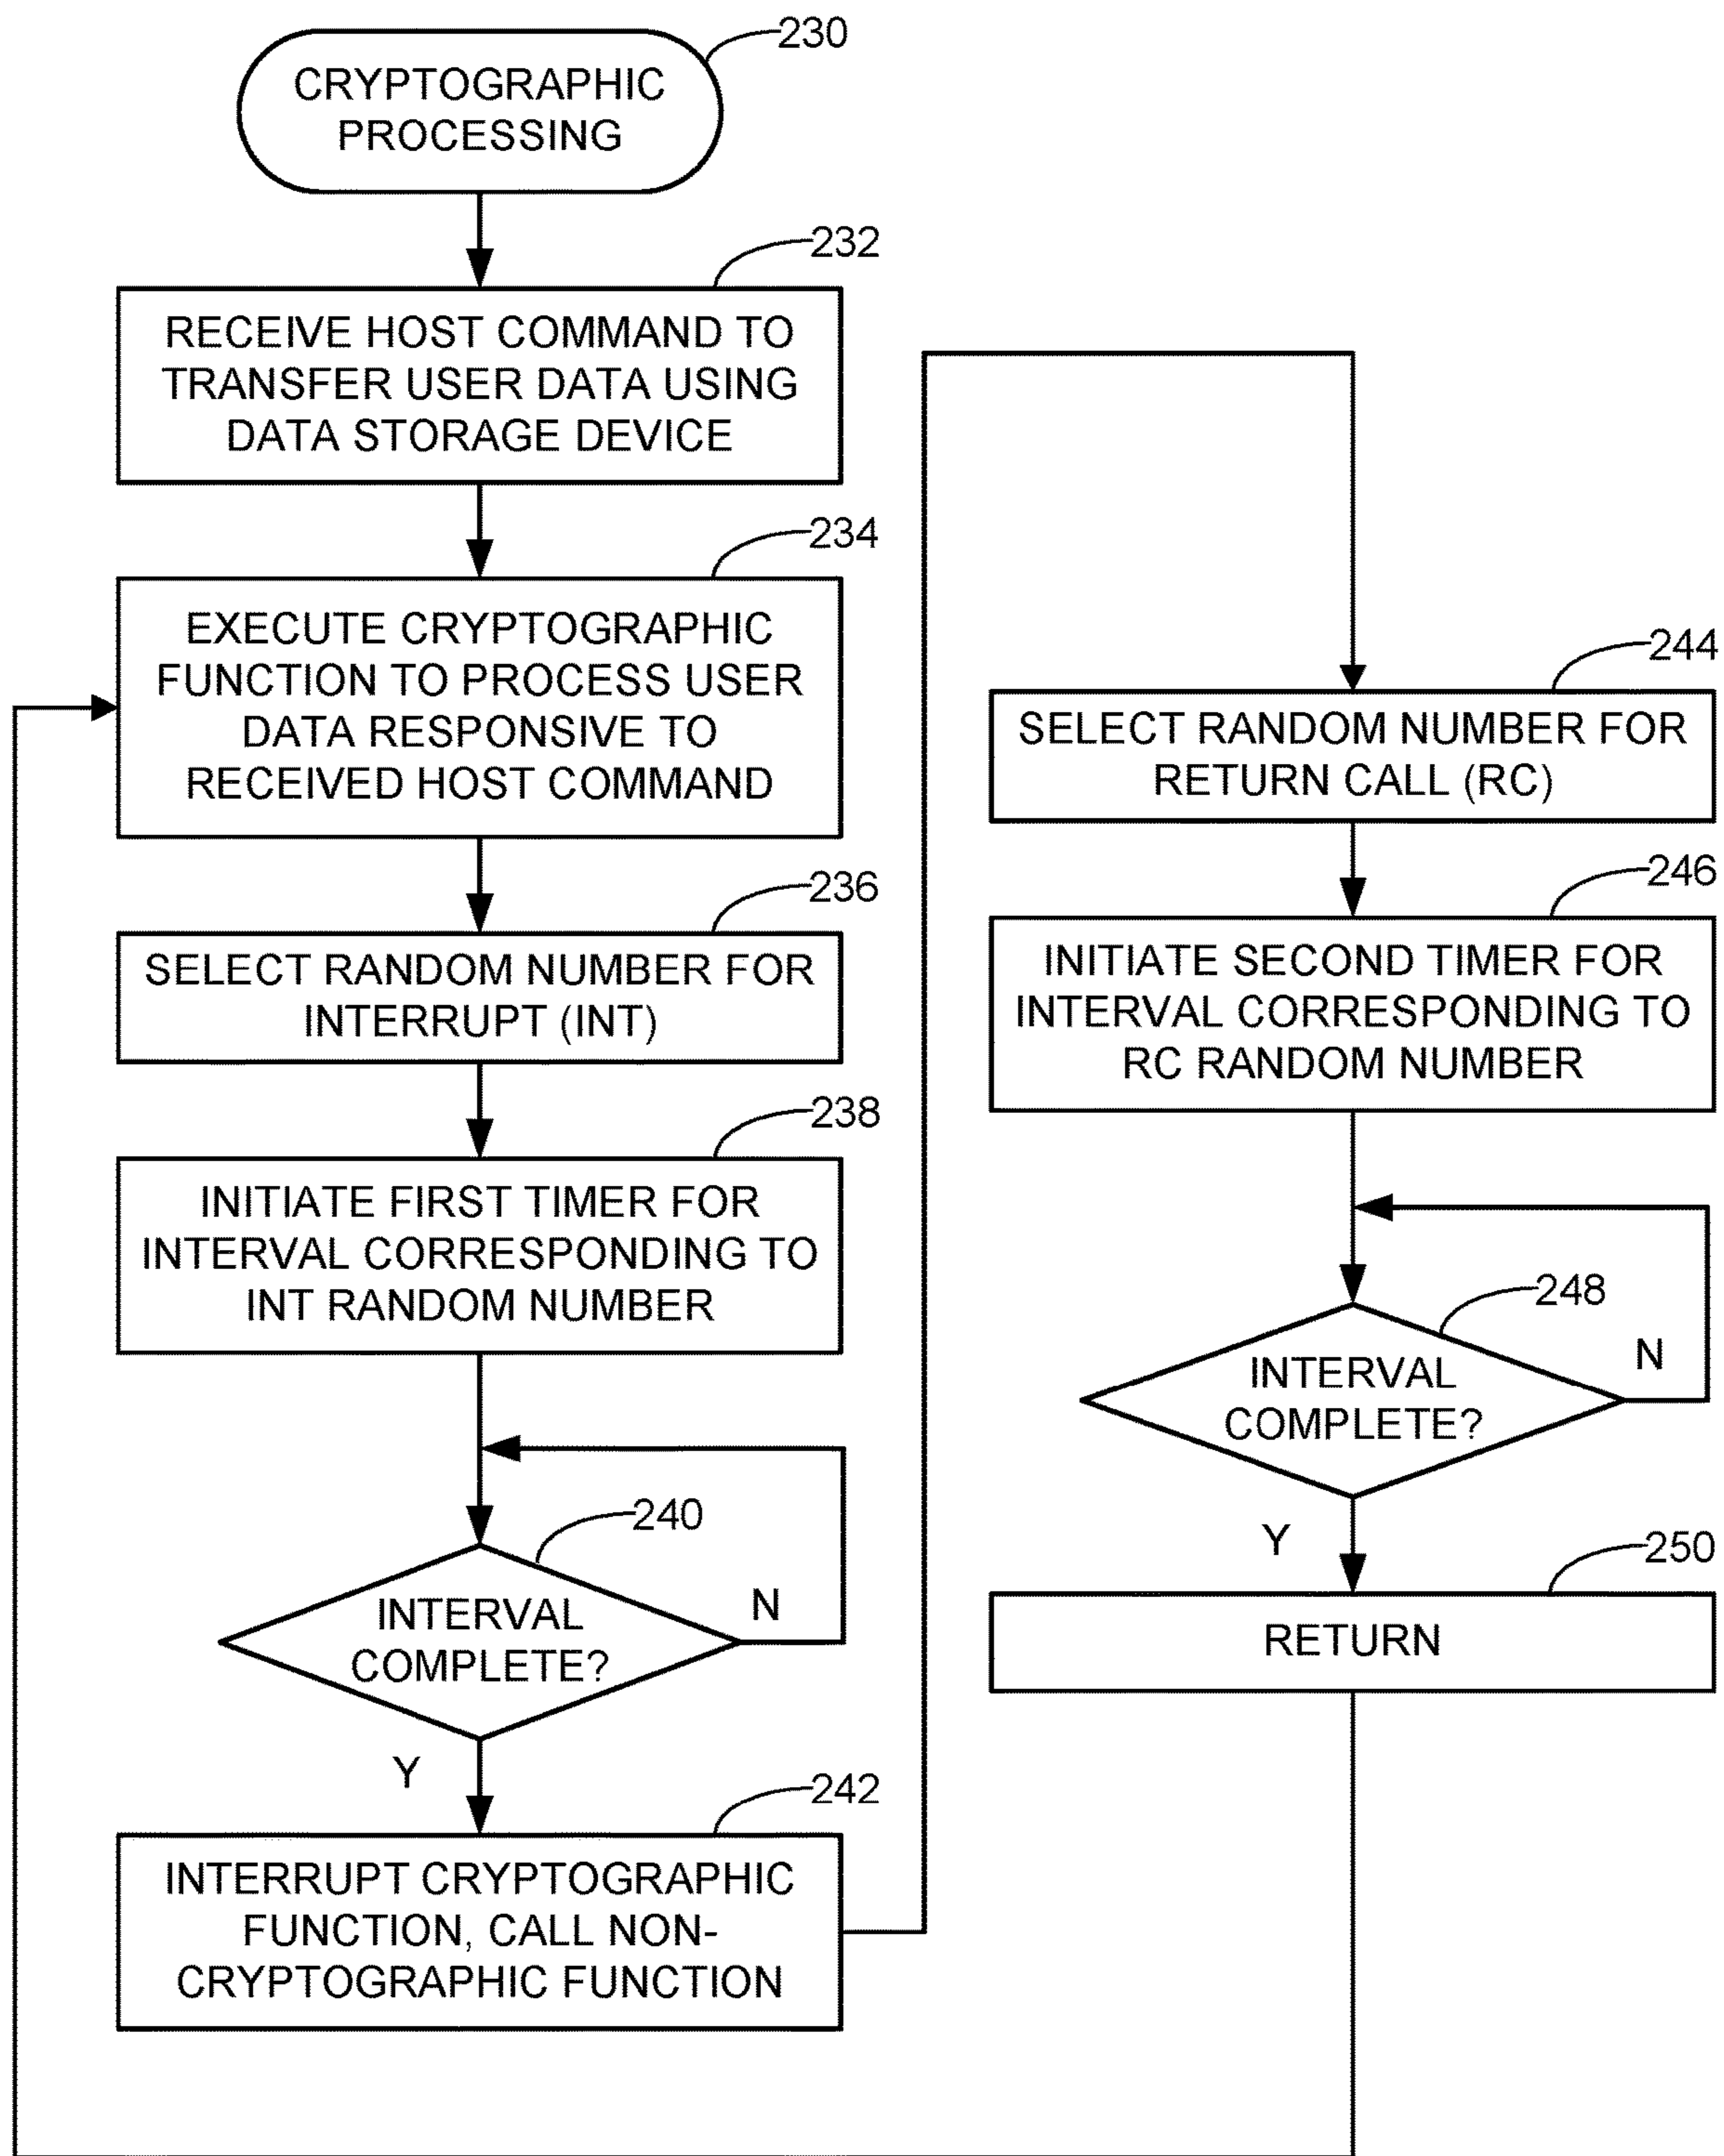 230
CRYPTOGRAPHIC
PROCESSING
232
RECEIVE HOST COMMAND TO
TRANSFER USER DATA USING
DATA STORAGE DEVICE
234
EXECUTE CRYPTOGRAPHIC
FUNCTION TO PROCESS USER
DATA RESPONSIVE TO
RECEIVED HOST COMMAND
236
SELECT RANDOM NUMBER FOR
INTERRUPT (INT)
238
INITIATE FIRST TIMER FOR
INTERVAL CORRESPONDING TO
INT RANDOM NUMBER
240
INTERVAL
COMPLETE?
N
Y
242
INTERRUPT CRYPTOGRAPHIC
FUNCTION, CALL NON-
CRYPTOGRAPHIC FUNCTION
244
SELECT RANDOM NUMBER FOR
RETURN CALL (RC)
246
INITIATE SECOND TIMER FOR
INTERVAL CORRESPONDING TO
RC RANDOM NUMBER
248
INTERVAL
COMPLETE?
N
Y
250
RETURN